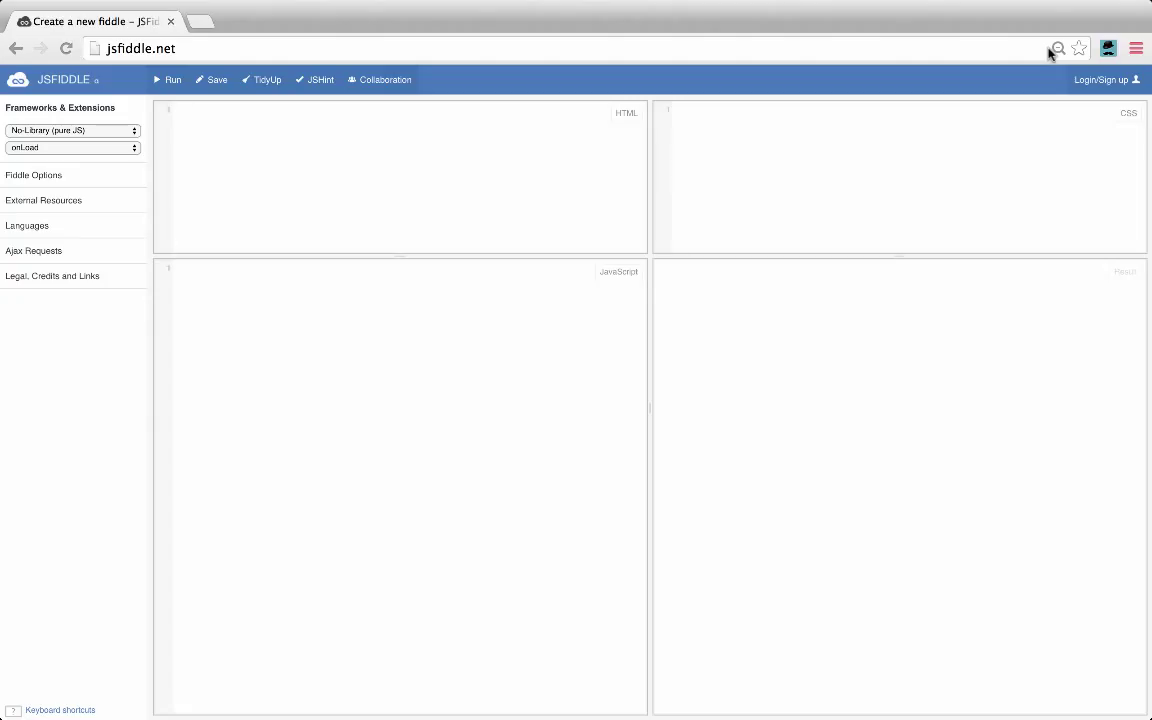 Create a new fiddle – JSFid
jsfiddle.net
JSFIDDLE α
Run
Save
TidyUp
JSHint
Collaboration
Login/Sign up
Frameworks & Extensions
No-Library (pure JS)
onLoad
Fiddle Options
External Resources
Languages
Ajax Requests
Legal, Credits and Links
1
HTML
1
CSS
1
JavaScript
Result
? Keyboard shortcuts